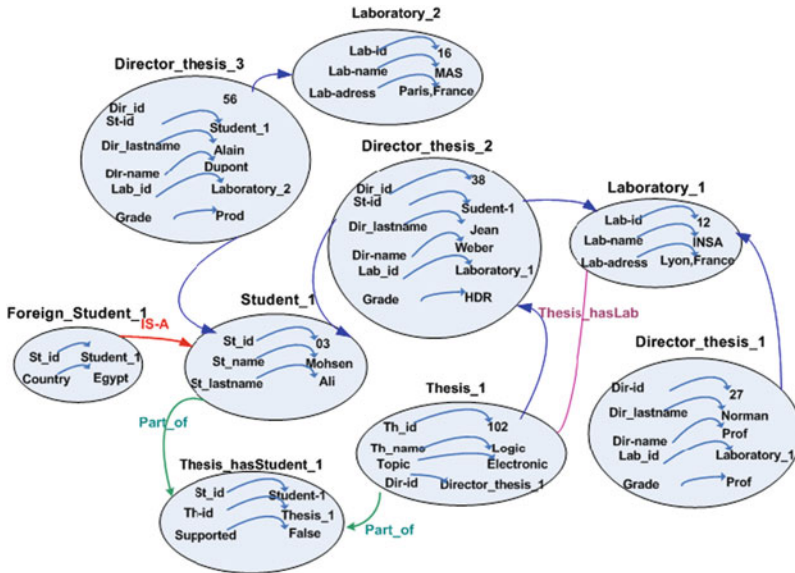 Laboratory_2
Lab-id 16
Lab-name MAS
Lab-adress Paris,France
Director_thesis_3
Dir_id 56
St-id Student_1
Dir_lastname Alain
DIr-name Dupont
Lab_id Laboratory_2
Grade Prod
Director_thesis_2
Dir_id 38
St-id Sudent-1
Dir_lastname Jean
Dir-name Weber
Lab_id Laboratory_1
Grade HDR
Laboratory_1
Lab-id 12
Lab-name INSA
Lab-adress Lyon,France
Foreign_Student_1
St_id Student_1
Country Egypt
IS-A
Student_1
St_id 03
St_name Mohsen
St_lastname Ali
Thesis_hasLab
Director_thesis_1
Dir-id 27
Dir_lastname Norman
Dir-name Prof
Lab_id Laboratory_1
Grade Prof
Thesis_1
Th_id 102
Th_name Logic
Topic Electronic
Dir-id Director_thesis_1
Part_of
Thesis_hasStudent_1
St_id Student-1
Th-id Thesis_1
Supported False
Part_of